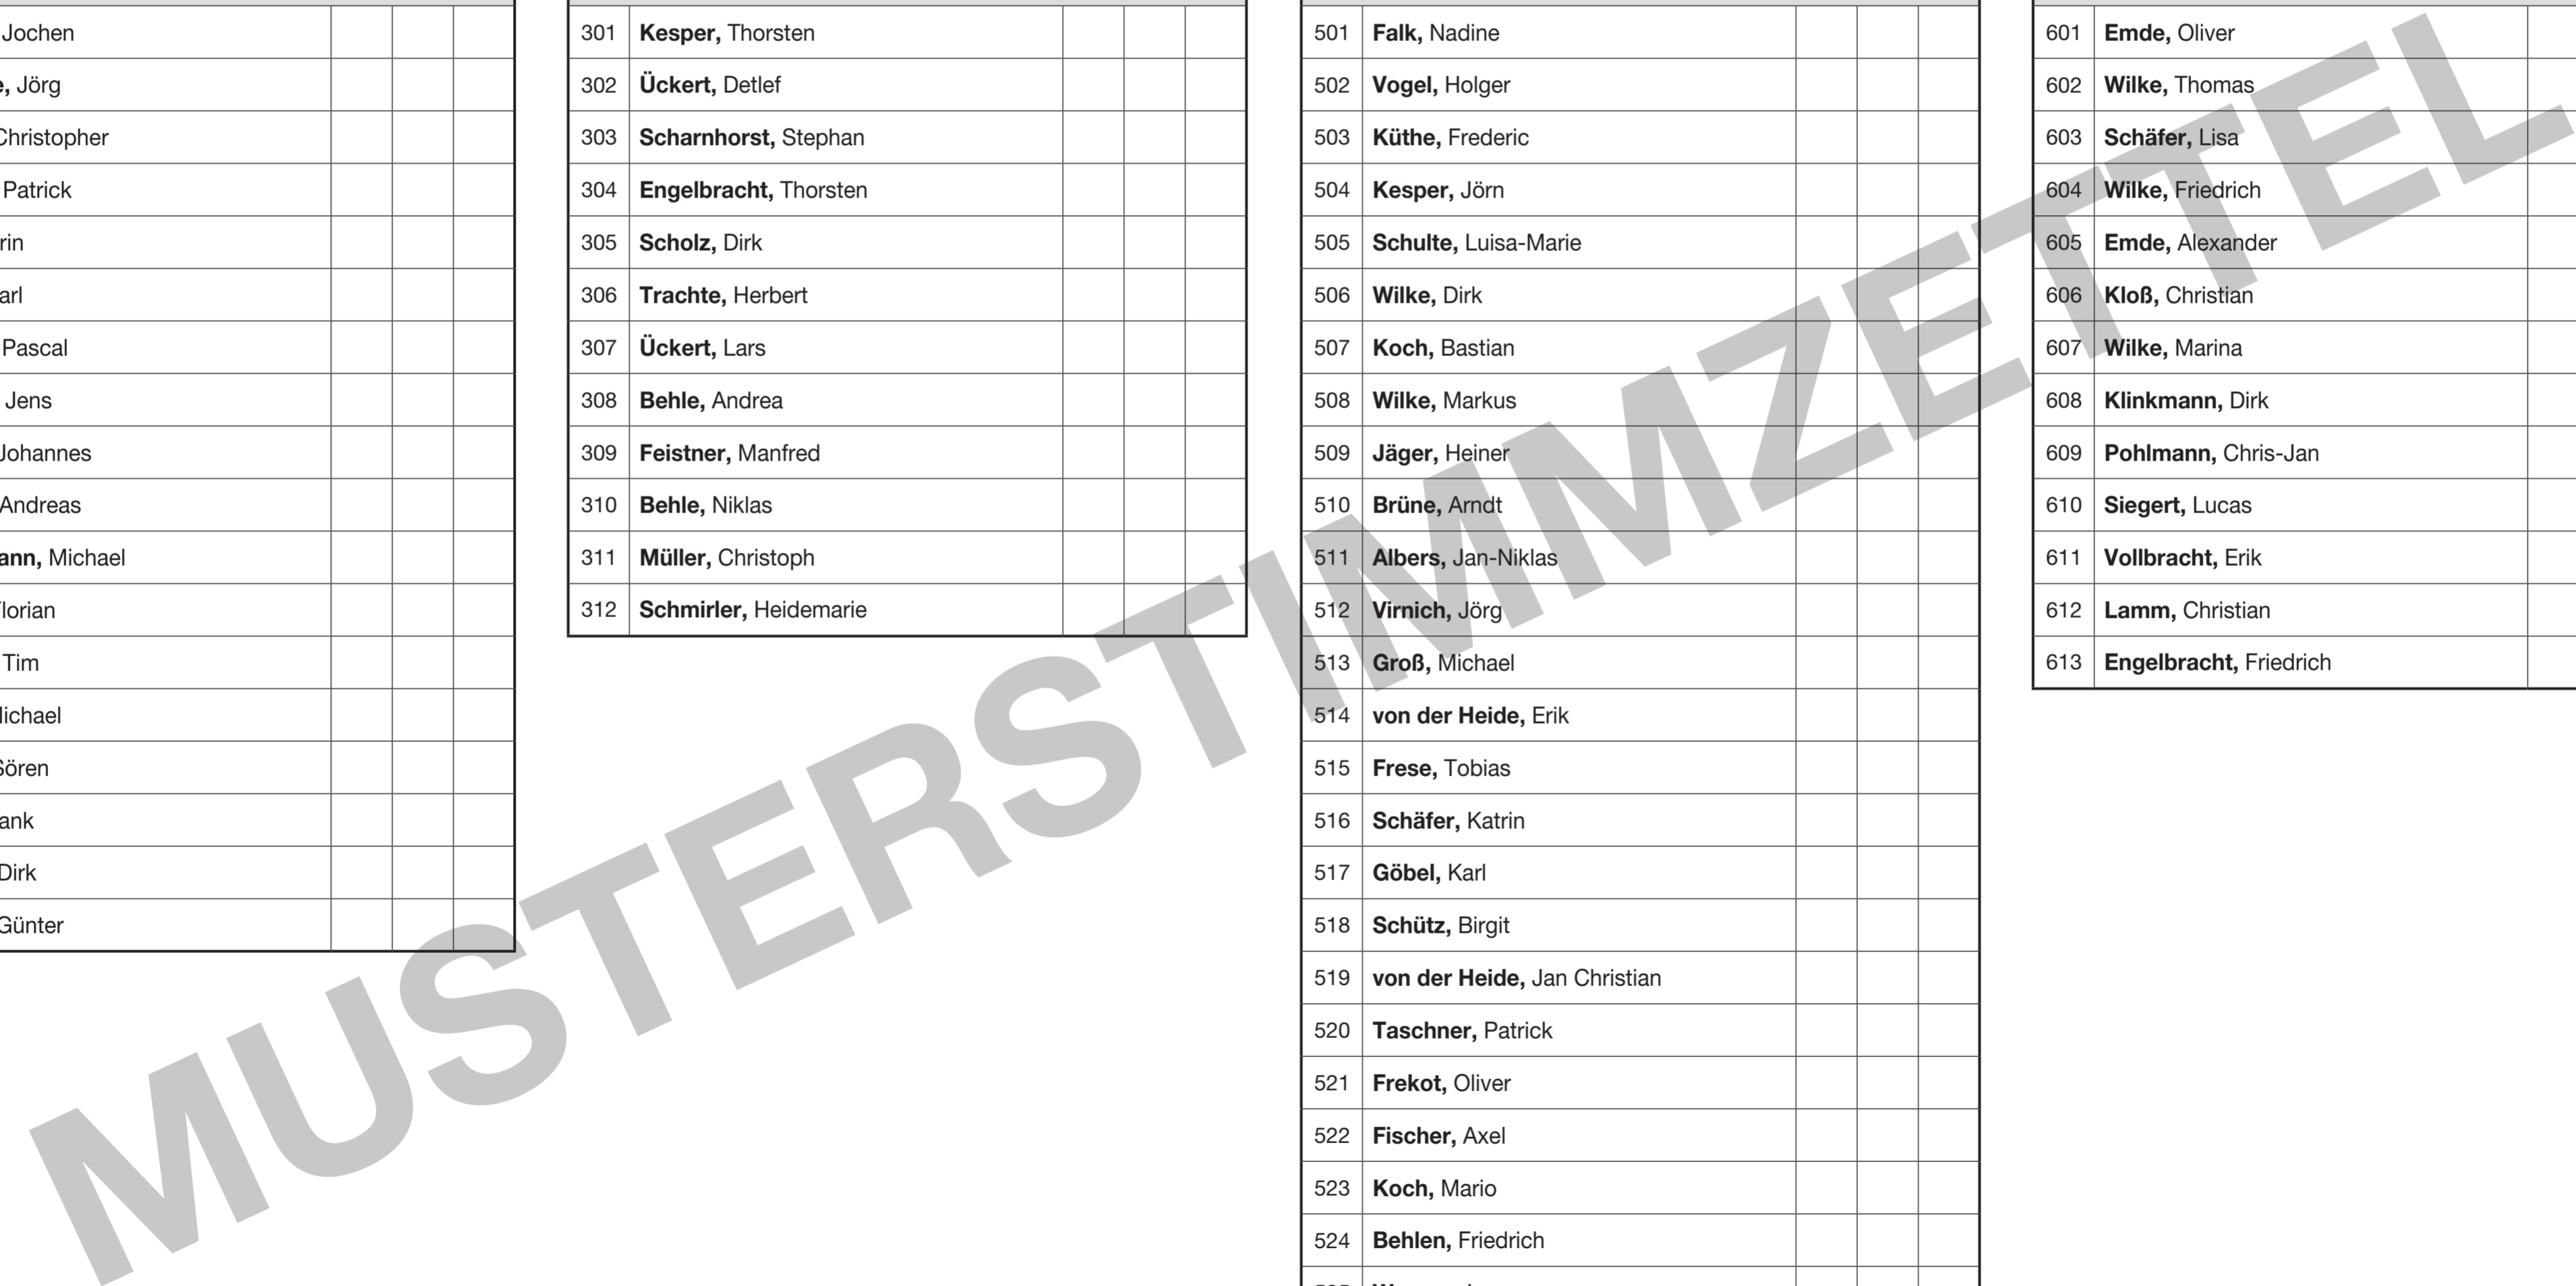 Jochen
Jörg
Christopher
Patrick
Pascal
Jens
Johannes
Andreas
Michael
Florian
Tim
Michael
Sören
Dirk
Günter
301 Kesper, Thorsten
302 Ückert, Detlef
303 Scharnhorst, Stephan
304 Engelbracht, Thorsten
305 Scholz, Dirk
306 Trachte, Herbert
307 Ückert, Lars
308 Behle, Andrea
309 Feistner, Manfred
310 Behle, Niklas
311 Müller, Christoph
312 Schmirler, Heidemarie
501 Falk, Nadine
502 Vogel, Holger
503 Küthe, Frederic
504 Kesper, Jörn
505 Schulte, Luisa-Marie
506 Wilke, Dirk
507 Koch, Bastian
508 Wilke, Markus
509 Jäger, Heiner
510 Brüne, Arndt
511 Albers, Jan-Niklas
512 Virnich, Jörg
513 Groß, Michael
514 von der Heide, Erik
515 Frese, Tobias
516 Schäfer, Katrin
517 Göbel, Karl
518 Schütz, Birgit
519 von der Heide, Jan Christian
520 Taschner, Patrick
521 Frekot, Oliver
522 Fischer, Axel
523 Koch, Mario
524 Behlen, Friedrich
601 Emde, Oliver
602 Wilke, Thomas
603 Schäfer, Lisa
604 Wilke, Friedrich
605 Emde, Alexander
606 Kloß, Christian
607 Wilke, Marina
608 Klinkmann, Dirk
609 Pohlmann, Chris-Jan
610 Siegert, Lucas
611 Vollbracht, Erik
612 Lamm, Christian
613 Engelbracht, Friedrich
MUSTERSTIMMZETTEL